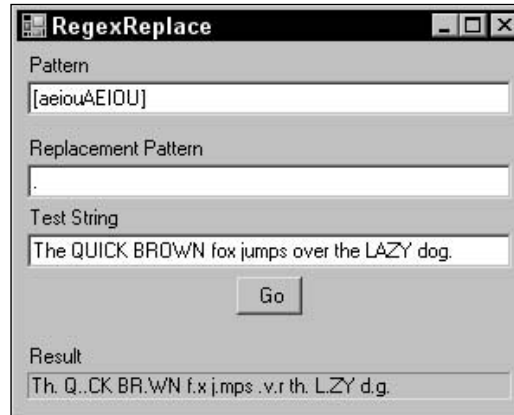 RegexReplace
Pattern
[aeiouAEIOU]
Replacement Pattern
.
Test String
The QUICK BROWN fox jumps over the LAZY dog.
Go
Result
Th. Q..CK BR.WN f.x j.mps .v.r th. L.ZY d.g.